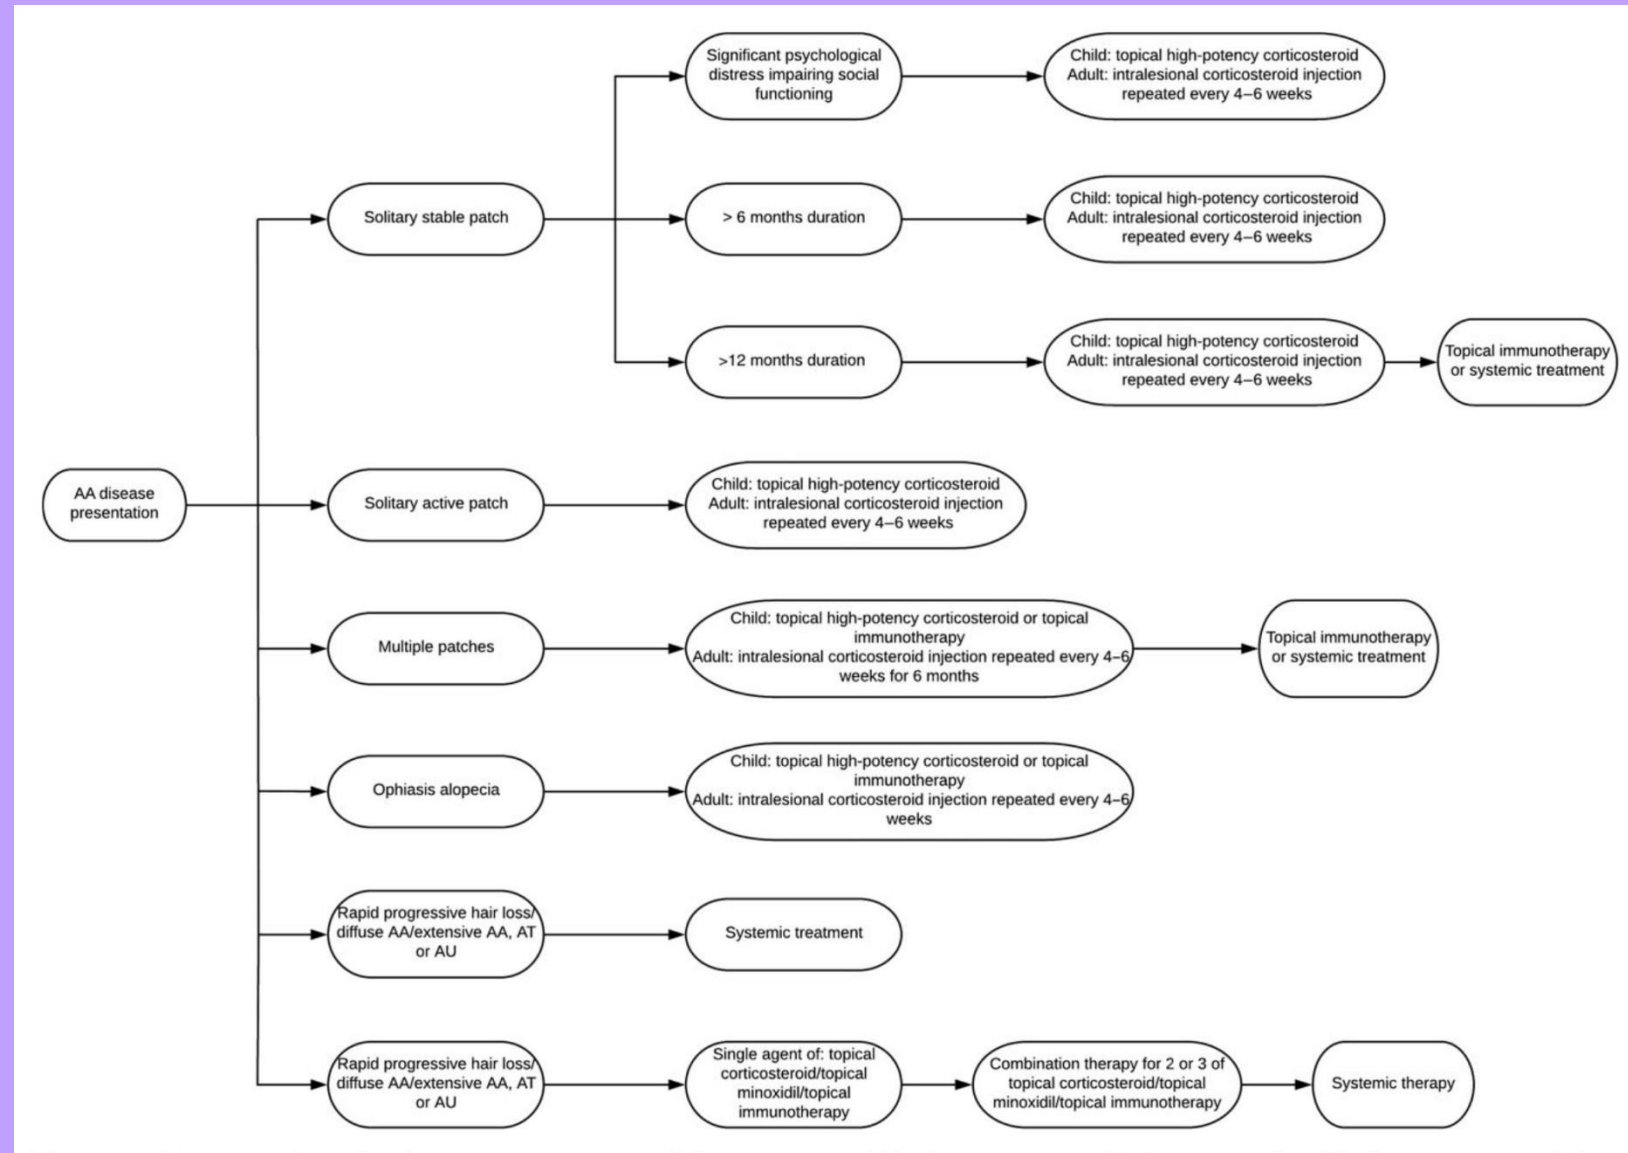 Significant psychological
distress impairing social
functioning
Child: topical high-potency corticosteroid
Adult: intralesional corticosteroid injection
repeated every 4–6 weeks
Solitary stable patch
> 6 months duration
Child: topical high-potency corticosteroid
Adult: intralesional corticosteroid injection
repeated every 4–6 weeks
>12 months duration
Child: topical high-potency corticosteroid
Adult: intralesional corticosteroid injection
repeated every 4–6 weeks
Topical immunotherapy
or systemic treatment
AA disease
presentation
Solitary active patch
Child: topical high-potency corticosteroid
Adult: intralesional corticosteroid injection
repeated every 4–6 weeks
Multiple patches
Child: topical high-potency corticosteroid or topical
immunotherapy
Adult: intralesional corticosteroid injection repeated every 4–6
weeks for 6 months
Topical immunotherapy
or systemic treatment
Ophiasis alopecia
Child: topical high-potency corticosteroid or topical
immunotherapy
Adult: intralesional corticosteroid injection repeated every 4–6
weeks
Rapid progressive hair loss/
diffuse AA/extensive AA, AT
or AU
Systemic treatment
Rapid progressive hair loss/
diffuse AA/extensive AA, AT
or AU
Single agent of: topical
corticosteroid/topical
minoxidil/topical
immunotherapy
Combination therapy for 2 or 3 of
topical corticosteroid/topical
minoxidil/topical immunotherapy
Systemic therapy